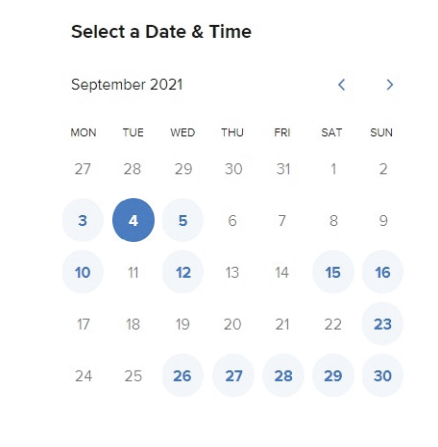 Select a Date & Time
September 2021
MON TUE WED THU FRI SAT SUN
27 28 29 30 31 1 2
3 4 5 6 7 8 9
10 11 12 13 14 15 16
17 18 19 20 21 22 23
24 25 26 27 28 29 30